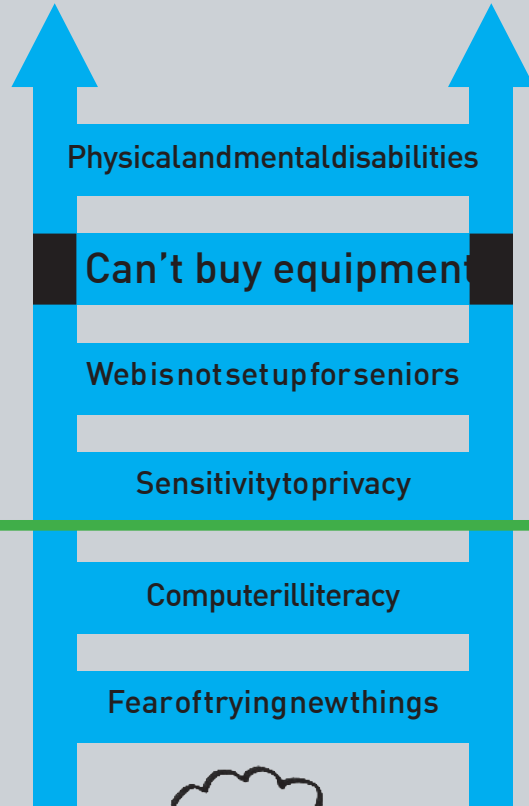 Physicalandmentaldisabilities
Can't buy equipment
Webisnotsetupforseniors
Sensitivitytoprivacy
Computerilliteracy
Fearoftryingnewthings